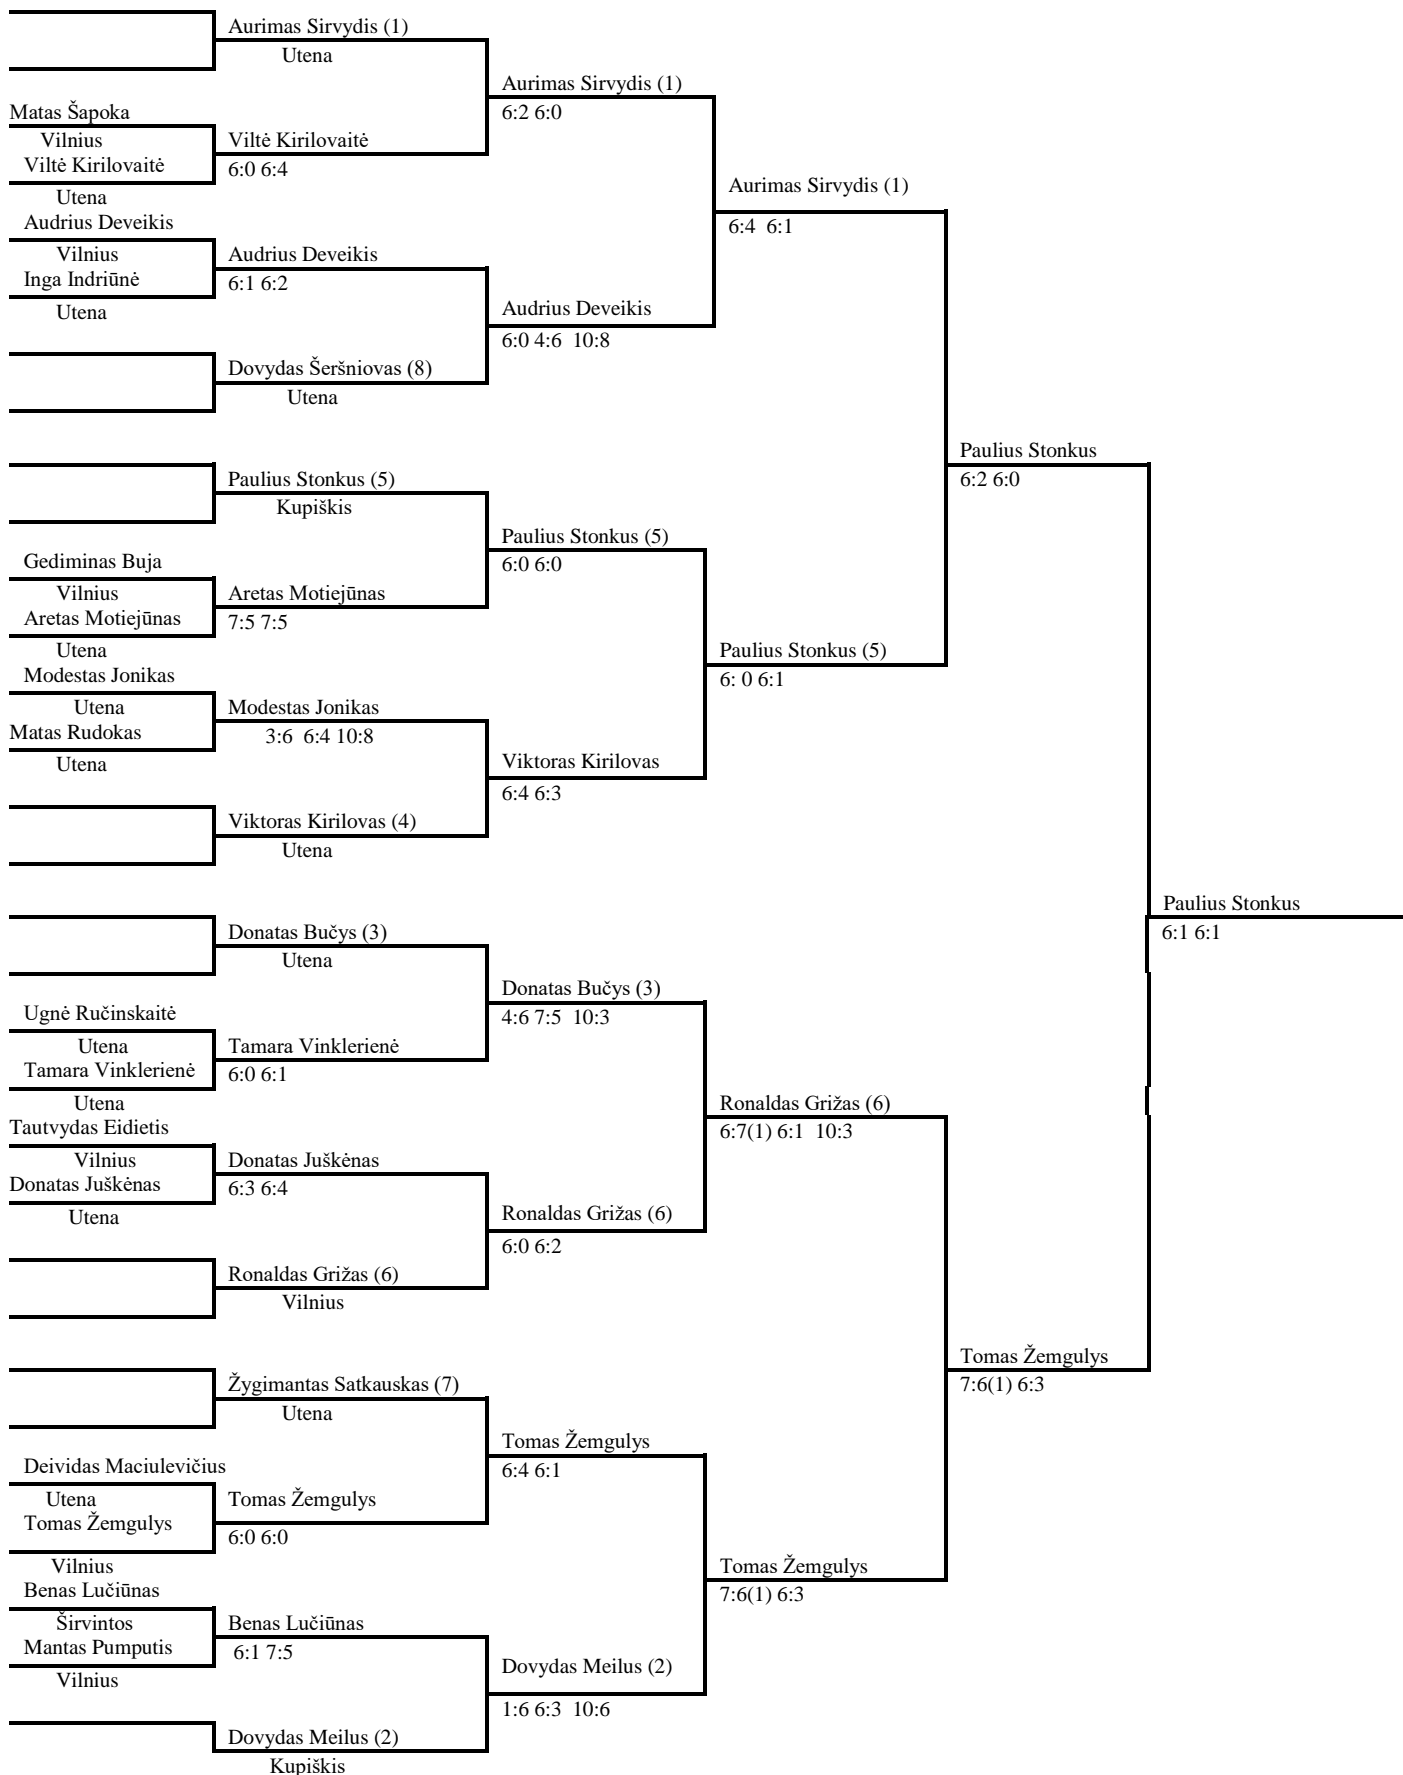 Aurimas Sirvydis (1)
Utena
Aurimas Sirvydis (1)
6:2 6:0
Matas Šapoka
Vilnius
Viltė Kirilovaitė
Viltė Kirilovaitė
6:0 6:4
Utena
Aurimas Sirvydis (1)
6:4 6:1
Audrius Deveikis
Vilnius
Inga Indriūnė
Audrius Deveikis
6:1 6:2
Utena
Audrius Deveikis
6:0 4:6 10:8
Dovydas Šeršniovas (8)
Utena
Paulius Stonkus
6:2 6:0
Paulius Stonkus (5)
Kupiškis
Paulius Stonkus (5)
6:0 6:0
Gediminas Buja
Vilnius
Aretas Motiejūnas
Aretas Motiejūnas
7:5 7:5
Utena
Paulius Stonkus (5)
6: 0 6:1
Modestas Jonikas
Utena
Matas Rudokas
Modestas Jonikas
3:6 6:4 10:8
Utena
Viktoras Kirilovas
6:4 6:3
Viktoras Kirilovas (4)
Utena
Paulius Stonkus
6:1 6:1
Donatas Bučys (3)
Utena
Donatas Bučys (3)
4:6 7:5 10:3
Ugnė Ručinskaitė
Utena
Tamara Vinklerienė
Tamara Vinklerienė
6:0 6:1
Utena
Ronaldas Grižas (6)
6:7(1) 6:1 10:3
Tautvydas Eidietis
Vilnius
Donatas Juškėnas
Donatas Juškėnas
6:3 6:4
Utena
Ronaldas Grižas (6)
6:0 6:2
Ronaldas Grižas (6)
Vilnius
Tomas Žemgulys
7:6(1) 6:3
Žygimantas Satkauskas (7)
Utena
Tomas Žemgulys
6:4 6:1
Deividas Maciulevičius
Utena
Tomas Žemgulys
Tomas Žemgulys
6:0 6:0
Vilnius
Tomas Žemgulys
7:6(1) 6:3
Benas Lučiūnas
Širvintos
Mantas Pumputis
Benas Lučiūnas
6:1 7:5
Vilnius
Dovydas Meilus (2)
1:6 6:3 10:6
Dovydas Meilus (2)
Kupiškis